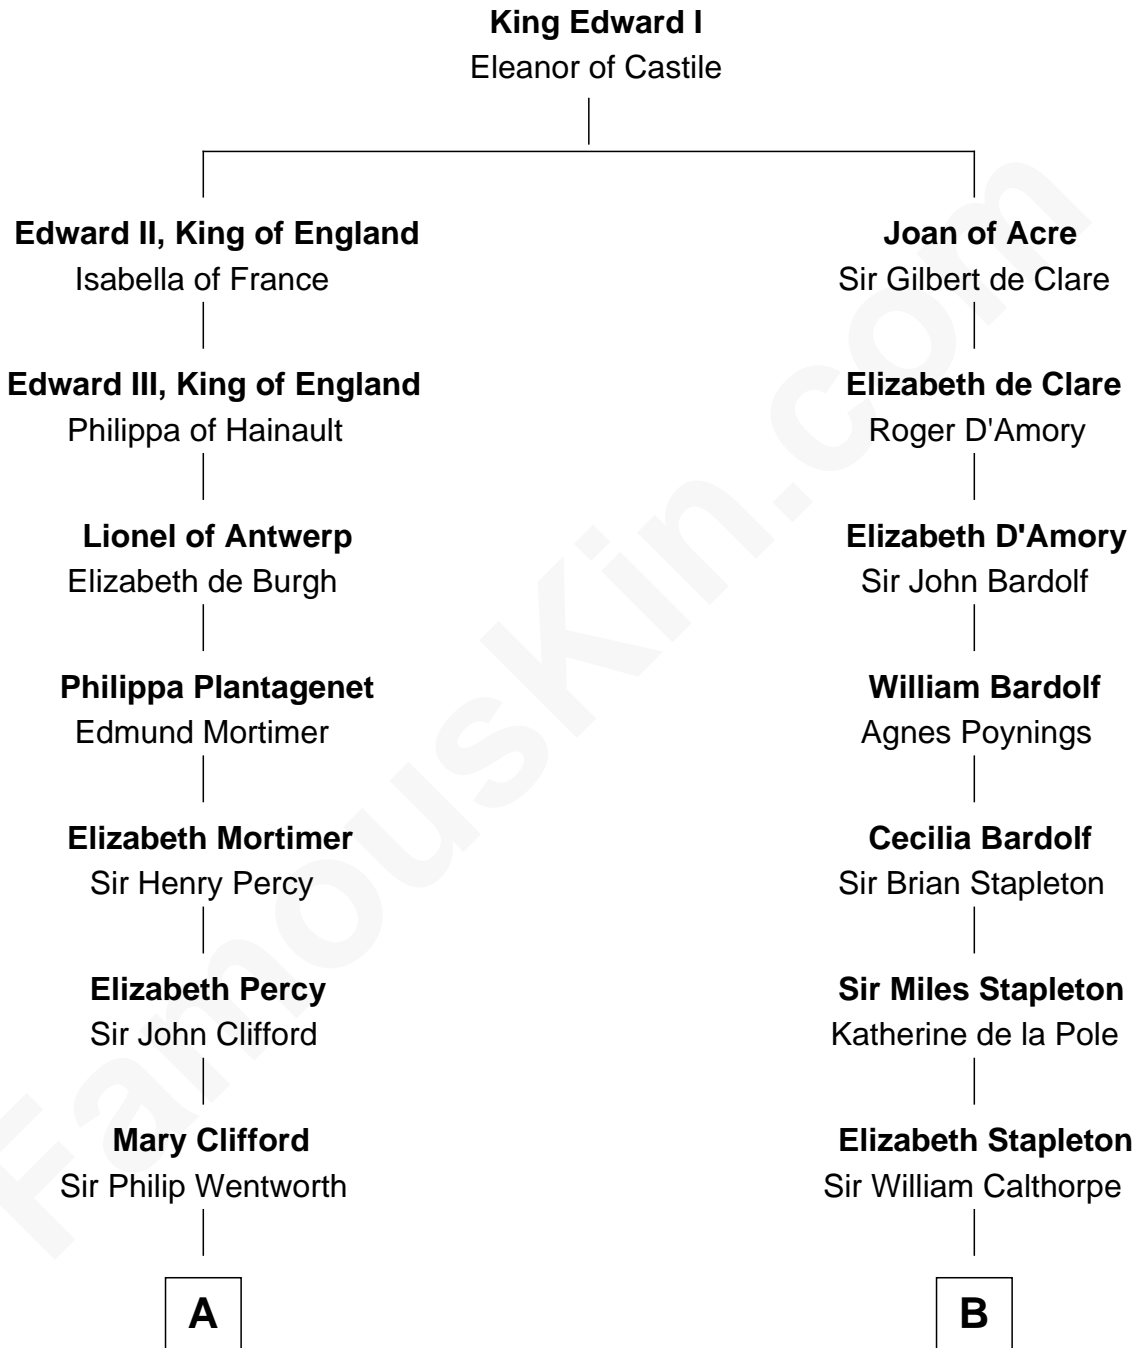 King Edward I
Eleanor of Castile
Edward II, King of England
Isabella of France
Joan of Acre
Sir Gilbert de Clare
Edward III, King of England
Philippa of Hainault
Elizabeth de Clare
Roger D'Amory
Lionel of Antwerp
Elizabeth de Burgh
Elizabeth D'Amory
Sir John Bardolf
Philippa Plantagenet
Edmund Mortimer
William Bardolf
Agnes Poynings
Elizabeth Mortimer
Sir Henry Percy
Cecilia Bardolf
Sir Brian Stapleton
Elizabeth Percy
Sir John Clifford
Sir Miles Stapleton
Katherine de la Pole
Mary Clifford
Sir Philip Wentworth
Elizabeth Stapleton
Sir William Calthorpe
A
B
FamousKin.com